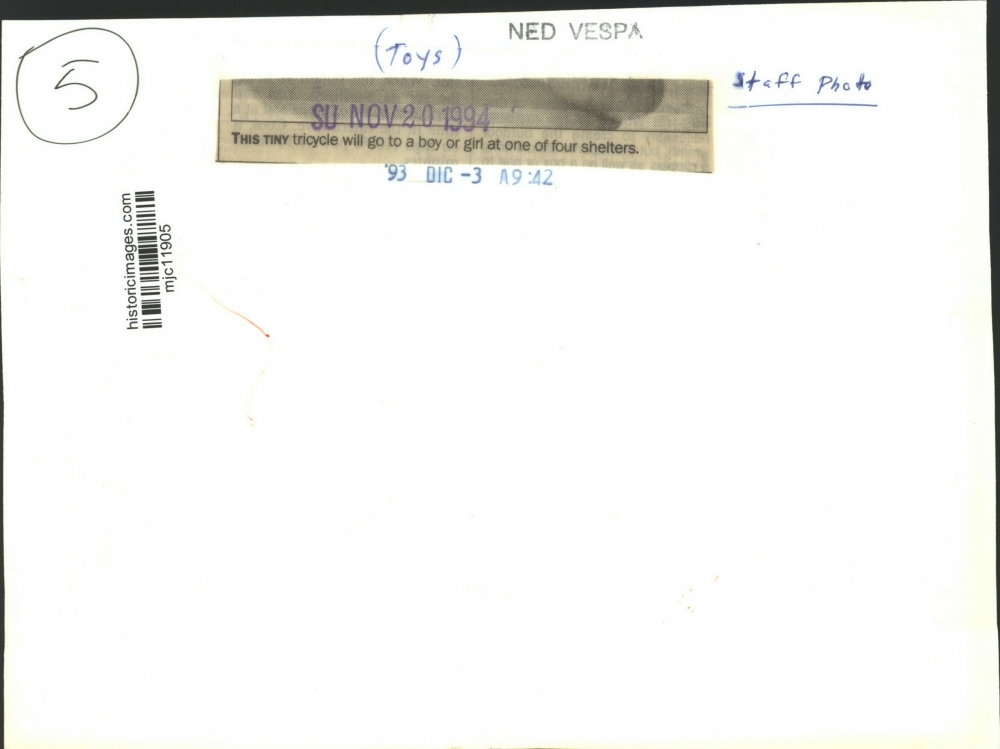 5
(Toys)
NED VESPA
Staff Photo
SU NOV 20 1994
THIS TINY tricycle will go to a boy or girl at one of four shelters.
'93 DIC -3 A9:42
historicimages.com
mjc11905